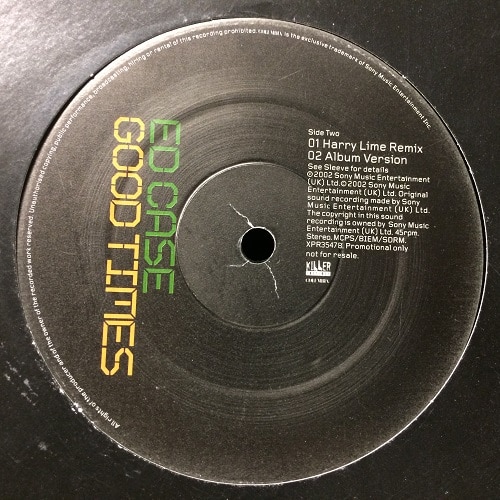 ED CASE
GOOD TIMES
Side Two
01 Harry Lime Remix
02 Album Version
See Sleeve for details
℗2002 Sony Music Entertainment
(UK) Ltd.©2002 Sony Music
Entertainment (UK) Ltd. Original
sound recording made by Sony
Music Entertainment (UK) Ltd.
The copyright in this sound
recording is owned by Sony Music
Entertainment (UK) Ltd. 45rpm.
Stereo. MCPS/BIEM/SDRM.
XPR3547B. Promotional only
not for resale.
KILLER
All rights of the producer and of the owner of the recorded work reserved. Unauthorised copying, public performance, broadcasting, hiring or rental of this recording prohibited. is the exclusive trademark of Sony Music Entertainment Inc.